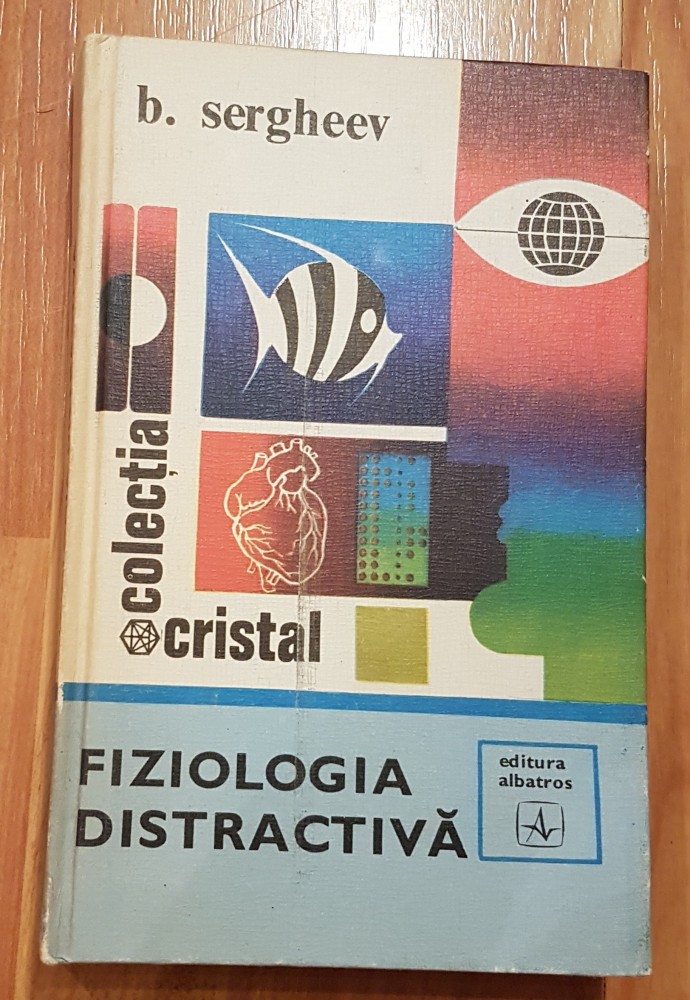 b. sergheev
colecția
cristal
FIZIOLOGIA
DISTRACTIVĂ
editura
albatros